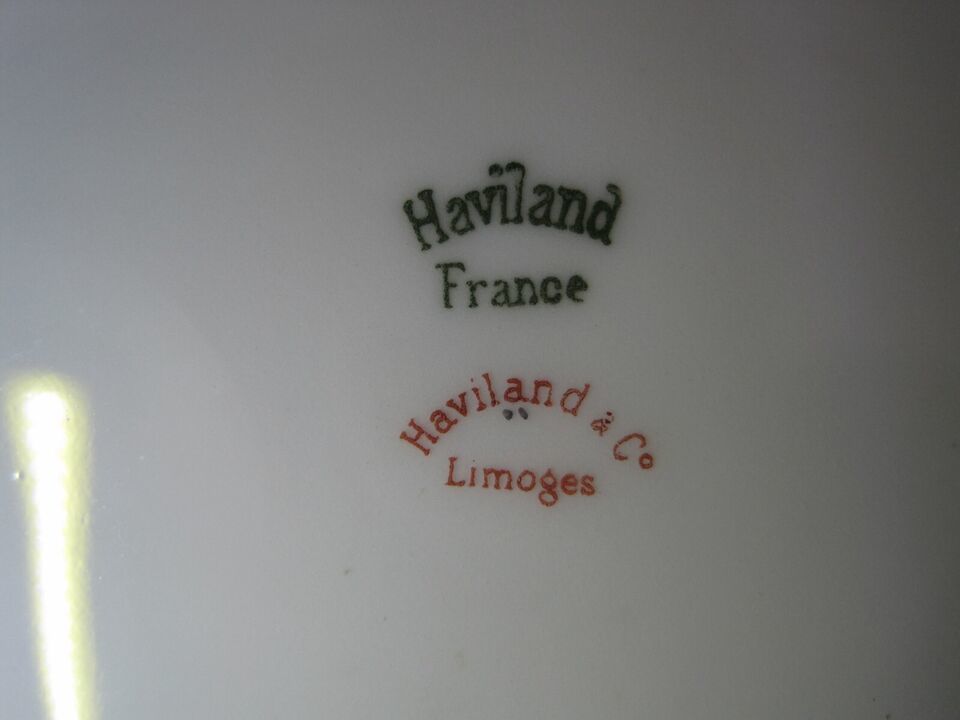 Haviland
France
Haviland & Co
Limoges